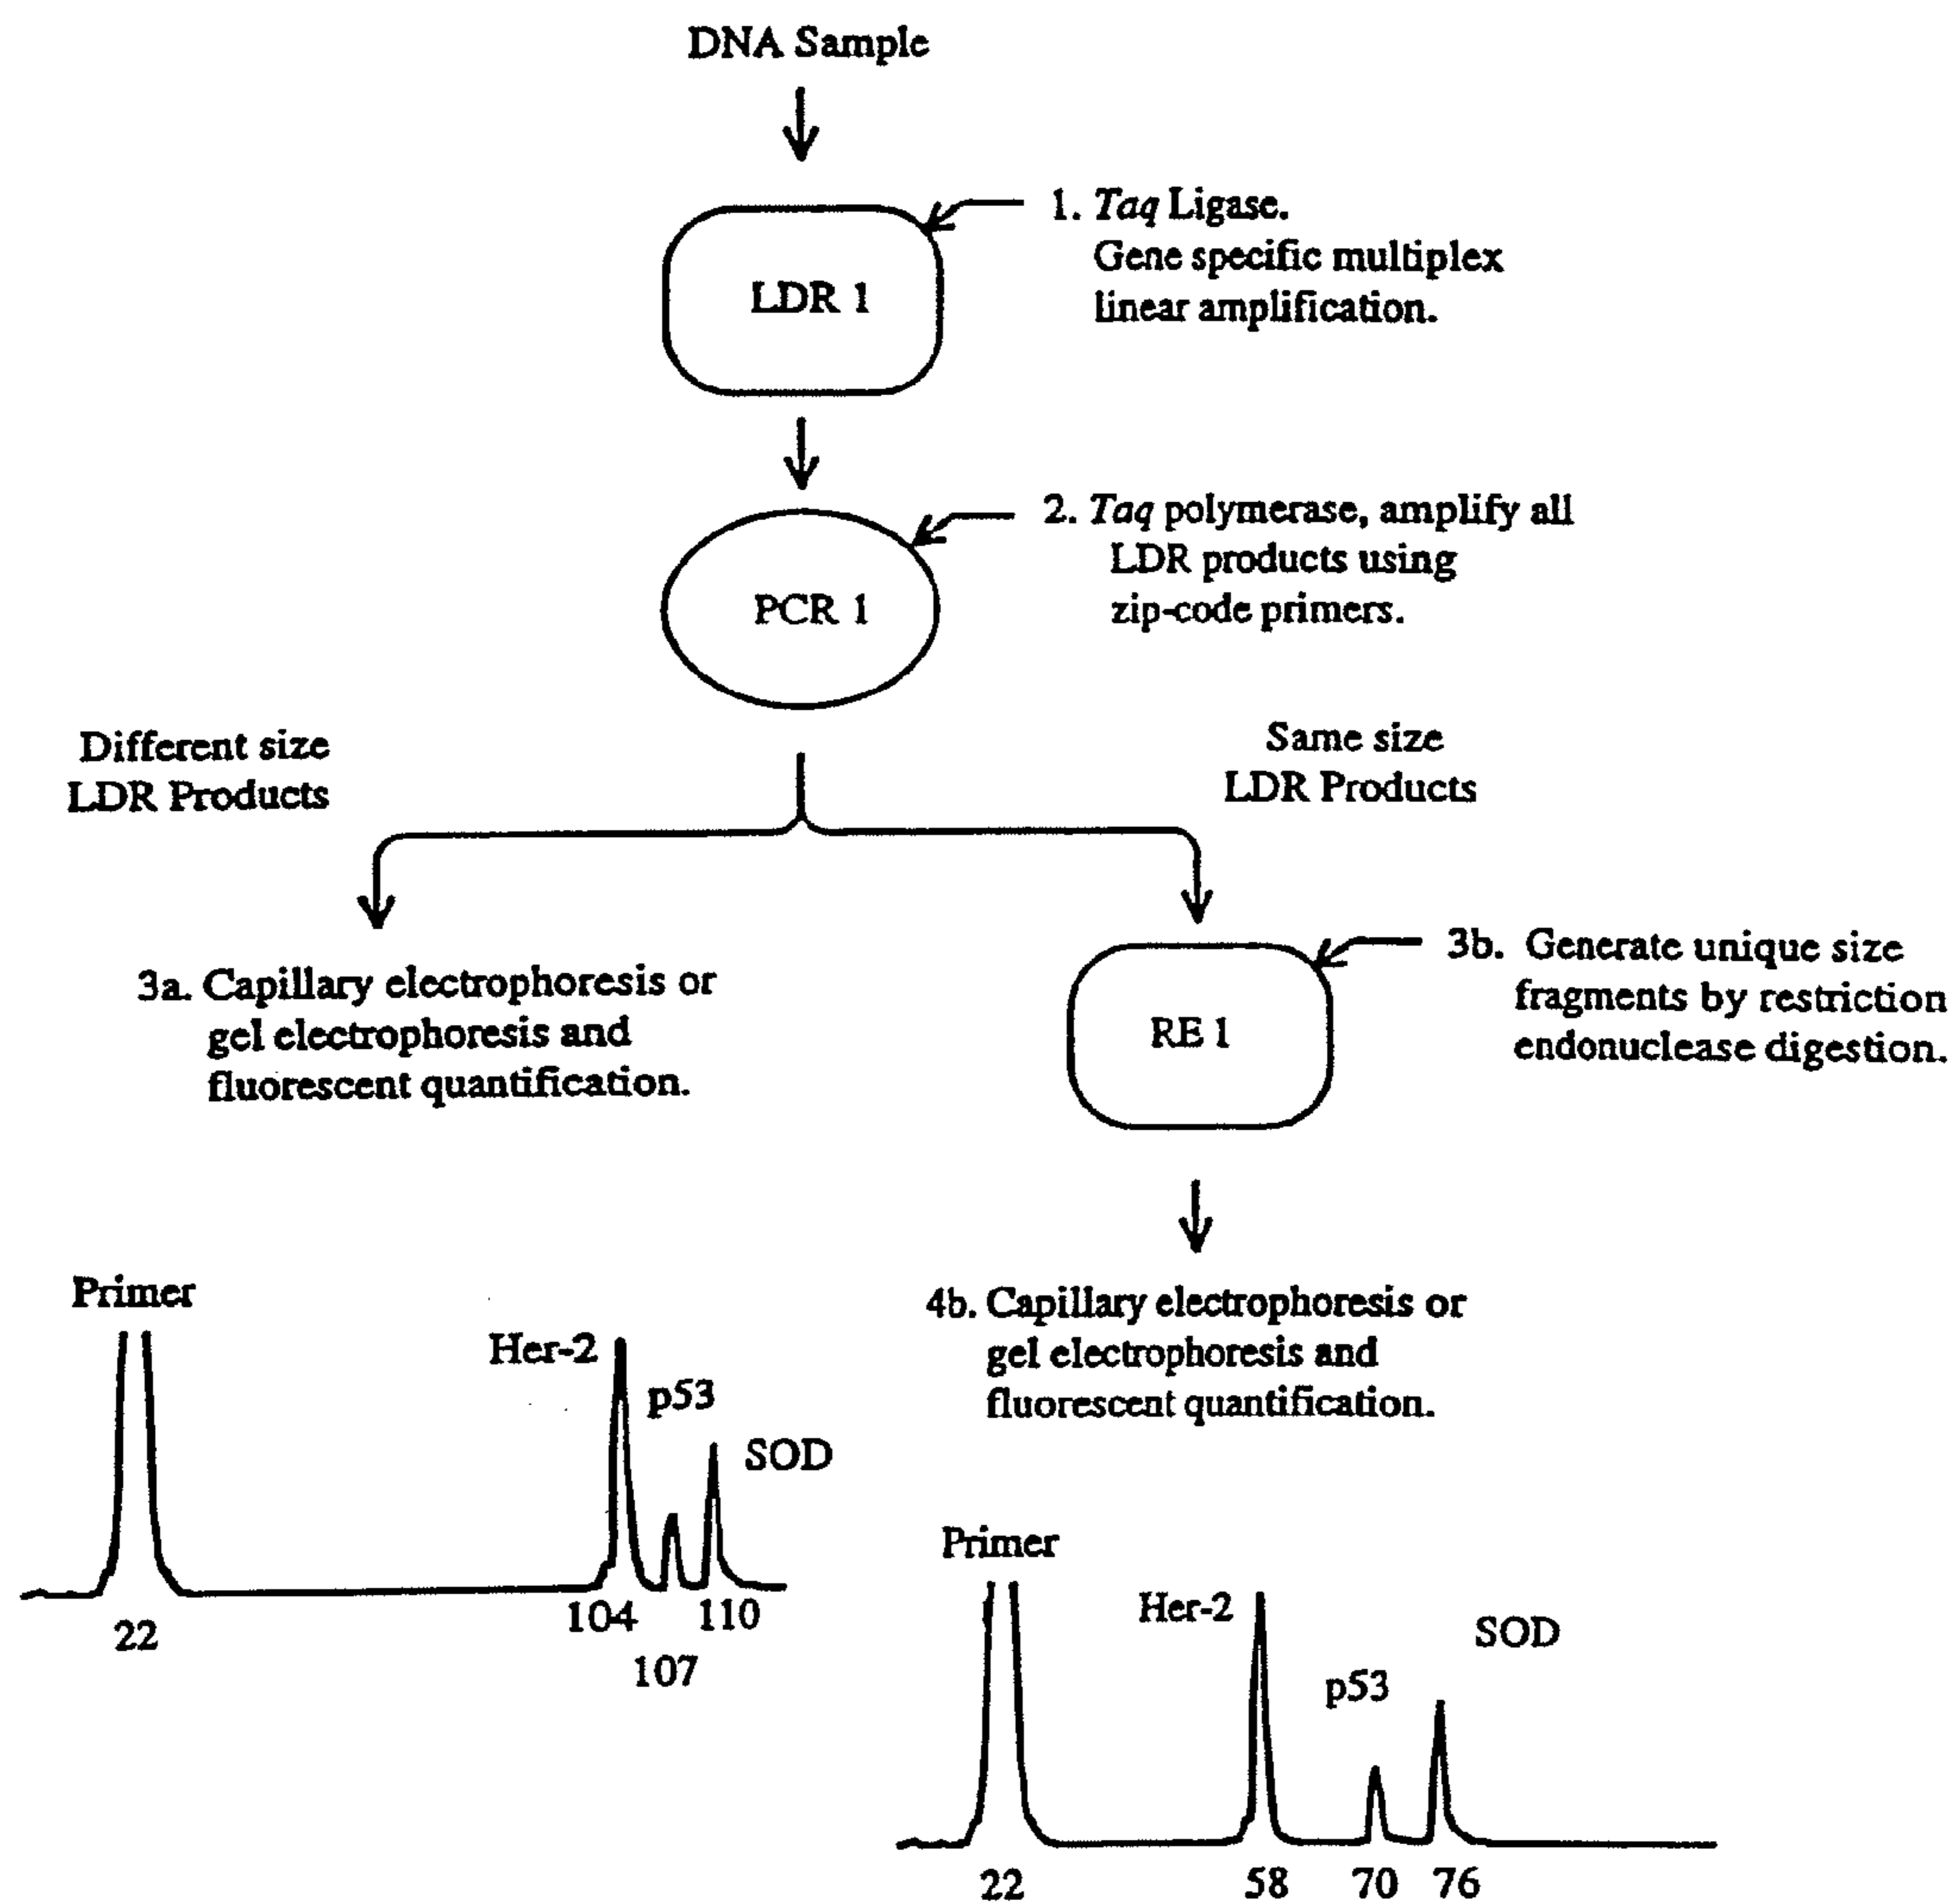 DNA Sample
1. Taq Ligase.
Gene specific multiplex
linear amplification.
LDR 1
2. Taq polymerase, amplify all
LDR products using
zip-code primers.
PCR 1
Different size
LDR Products
Same size
LDR Products
3a. Capillary electrophoresis or
gel electrophoresis and
fluorescent quantification.
3b. Generate unique size
fragments by restriction
endonuclease digestion.
RE 1
Primer
Her-2
p53
SOD
22
104
107
110
4b. Capillary electrophoresis or
gel electrophoresis and
fluorescent quantification.
Primer
Her-2
p53
SOD
22
58
70
76